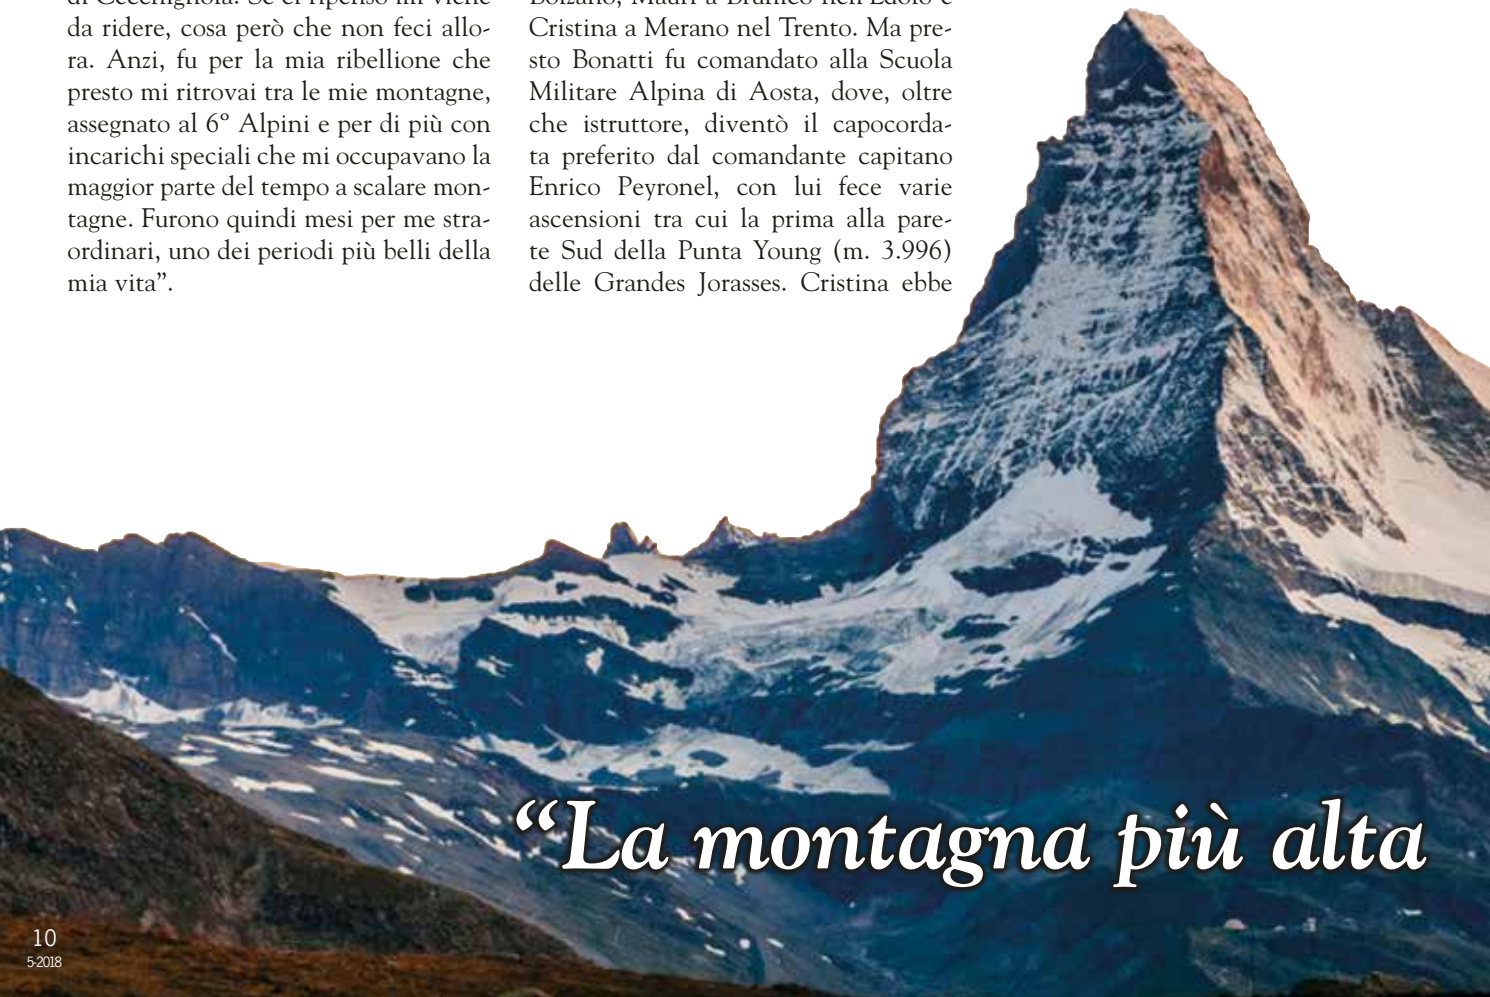 da ridere, cosa però che non feci allo-
ra. Anzi, fu per la mia ribellione che
presto mi ritrovai tra le mie montagne,
assegnato al 6° Alpini e per di più con
incarichi speciali che mi occupavano la
maggior parte del tempo a scalare mon-
tagne. Furono quindi mesi per me stra-
ordinari, uno dei periodi più belli della
mia vita”.
Cristina a Merano nel Trento. Ma pre-
sto Bonatti fu comandato alla Scuola
Militare Alpina di Aosta, dove, oltre
che istruttore, diventò il capocorda-
ta preferito dal comandante capitano
Enrico Peyronel, con lui fece varie
ascensioni tra cui la prima alla pare-
te Sud della Punta Young (m. 3.996)
delle Grandes Jorasses. Cristina ebbe
“La montagna più alta
10
5-2018